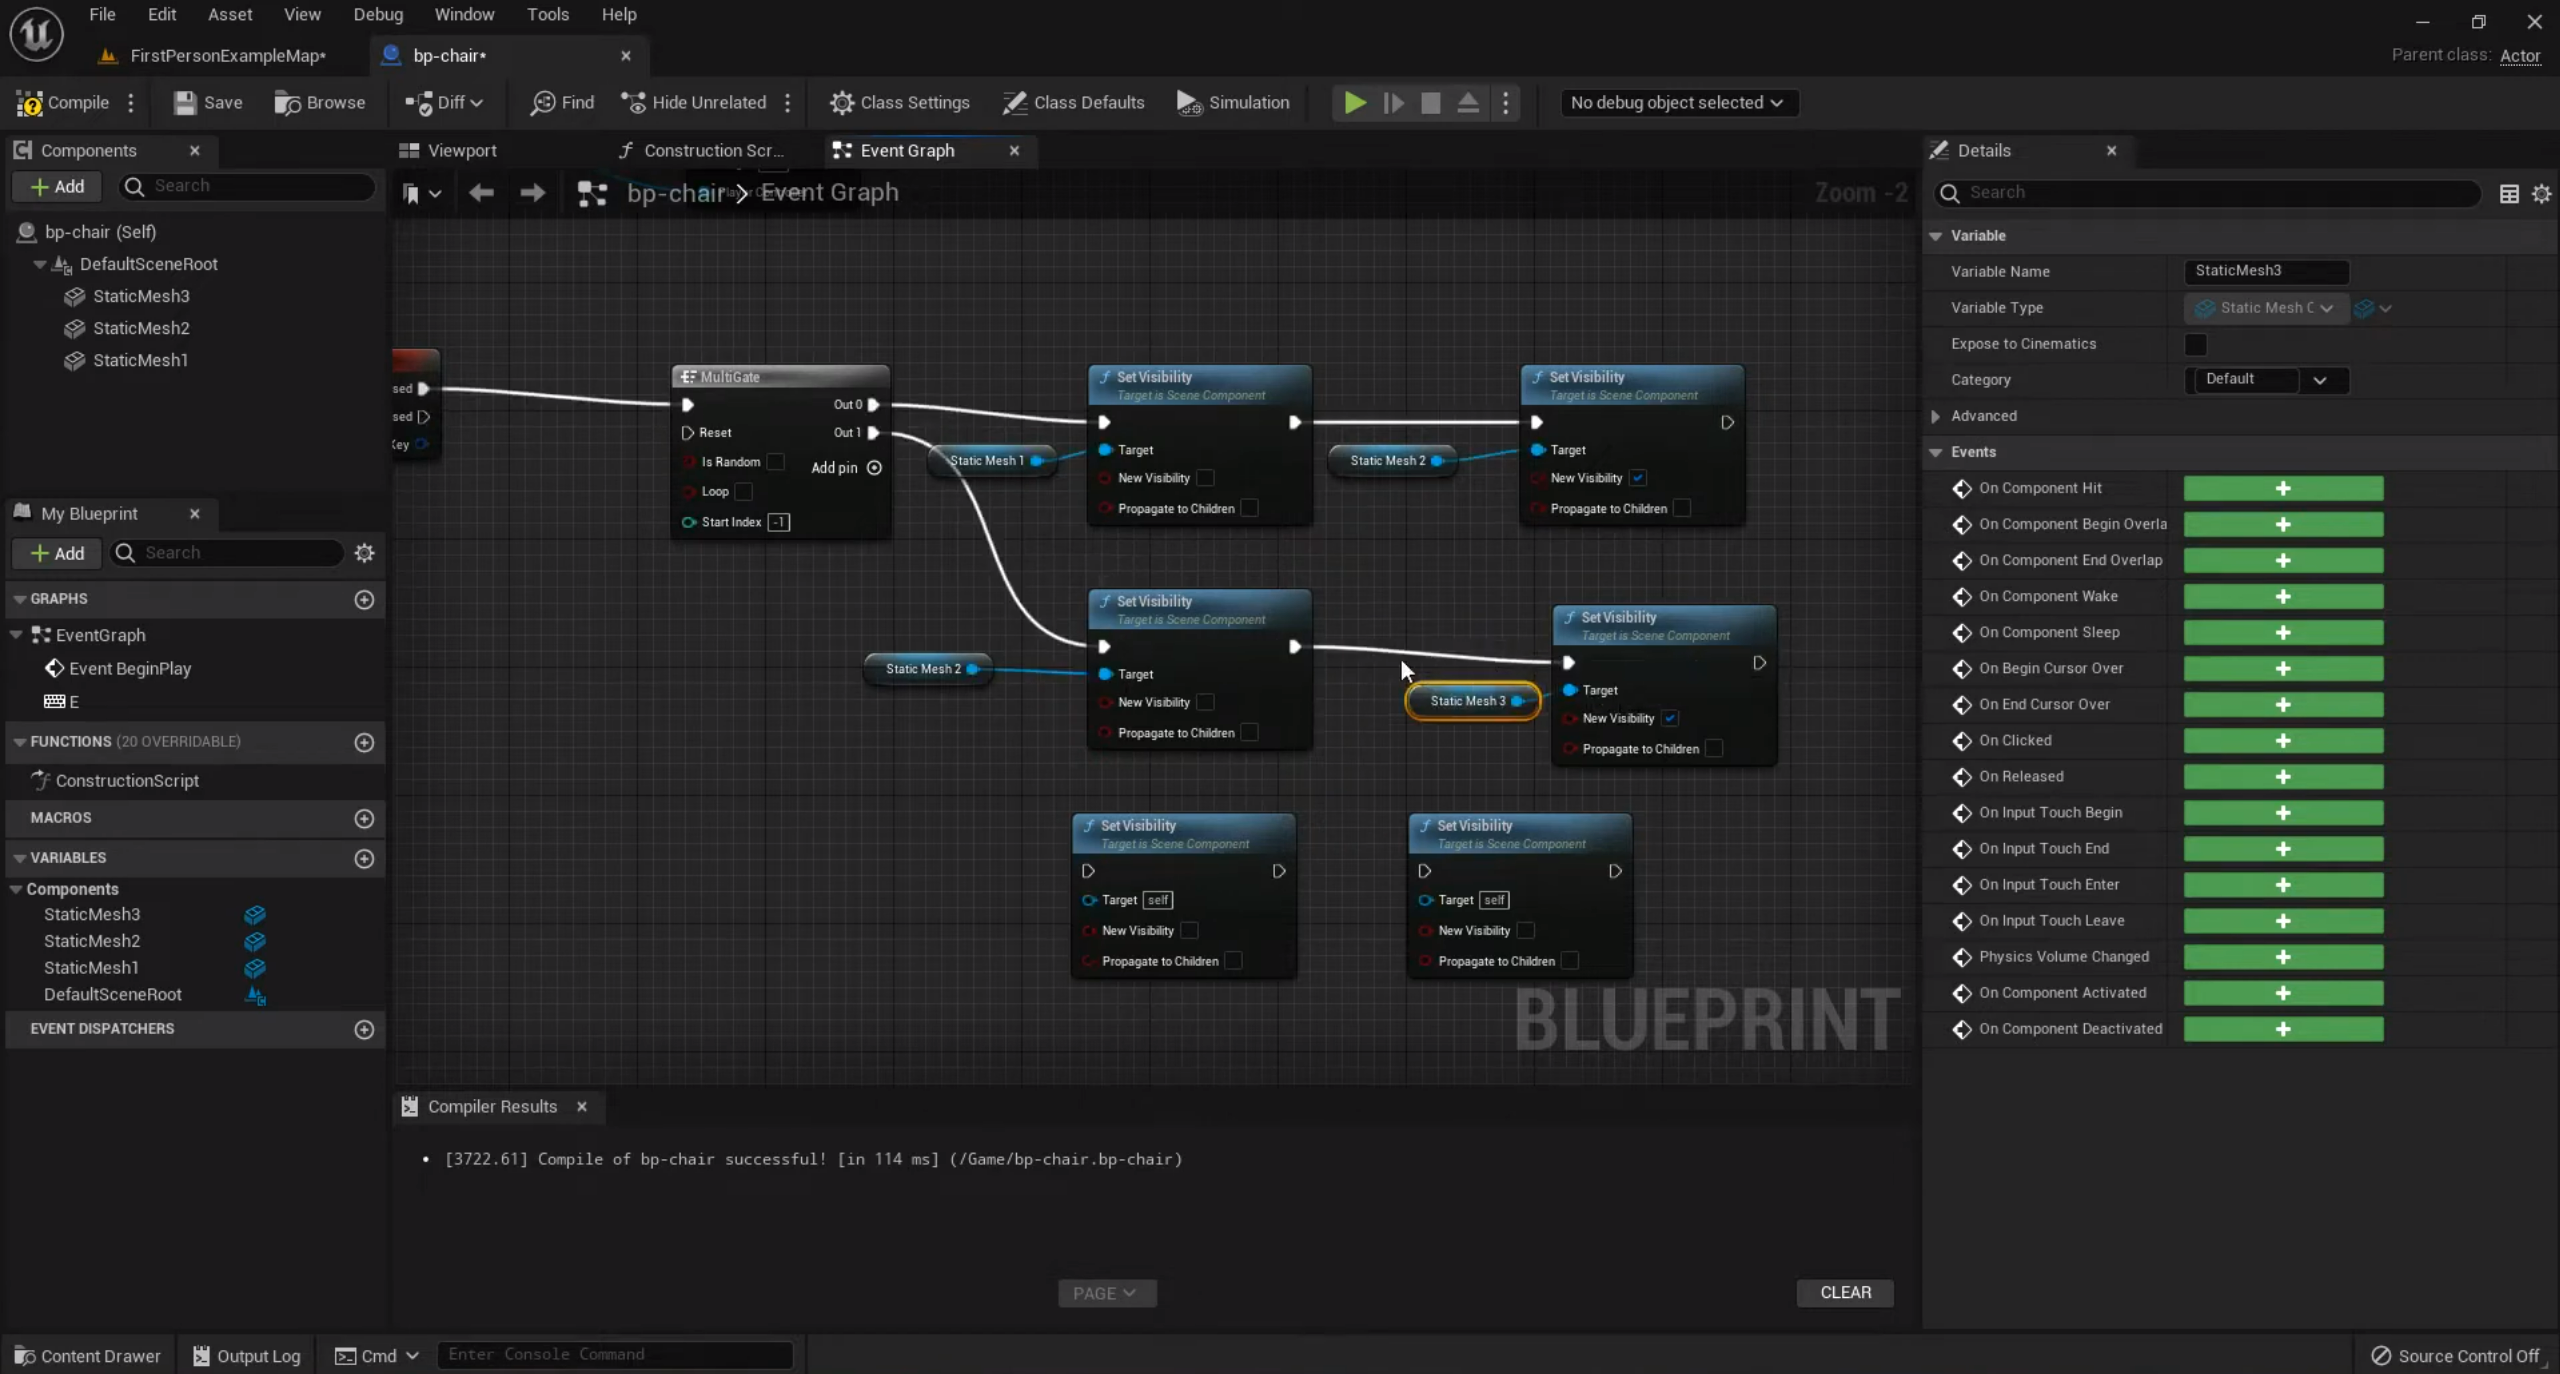 File Edit Asset View Debug Window Tools Help
FirstPersonExampleMap* bp-chair* Parent class: Actor
Compile Save Browse Diff Find Hide Unrelated Class Settings Class Defaults Simulation No debug object selected
Components
Add Search
bp-chair (Self)
DefaultSceneRoot
StaticMesh3
StaticMesh2
StaticMesh1
My Blueprint
Add Search
GRAPHS
EventGraph
Event BeginPlay
E
FUNCTIONS (20 OVERRIDABLE)
ConstructionScript
MACROS
VARIABLES
Components
StaticMesh3
StaticMesh2
StaticMesh1
DefaultSceneRoot
EVENT DISPATCHERS
Viewport Construction Scr... Event Graph
bp-chair > Event Graph Zoom -2
sed
sed
Key
MultiGate
Out 0
Reset Out 1
Is Random Add pin
Loop
Start Index -1
Static Mesh 1
Set Visibility
Target is Scene Component
Target
New Visibility
Propagate to Children
Static Mesh 2
Set Visibility
Target is Scene Component
Target
New Visibility
Propagate to Children
Static Mesh 2
Set Visibility
Target is Scene Component
Target
New Visibility
Propagate to Children
Static Mesh 3
Set Visibility
Target is Scene Component
Target
New Visibility
Propagate to Children
Set Visibility
Target is Scene Component
Target self
New Visibility
Propagate to Children
Set Visibility
Target is Scene Component
Target self
New Visibility
Propagate to Children
BLUEPRINT
Compiler Results
• [3722.61] Compile of bp-chair successful! [in 114 ms] (/Game/bp-chair.bp-chair)
PAGE CLEAR
Details
Search
Variable
Variable Name StaticMesh3
Variable Type Static Mesh C
Expose to Cinematics
Category Default
Advanced
Events
On Component Hit
On Component Begin Overla
On Component End Overlap
On Component Wake
On Component Sleep
On Begin Cursor Over
On End Cursor Over
On Clicked
On Released
On Input Touch Begin
On Input Touch End
On Input Touch Enter
On Input Touch Leave
Physics Volume Changed
On Component Activated
On Component Deactivated
Content Drawer Output Log Cmd Enter Console Command Source Control Off